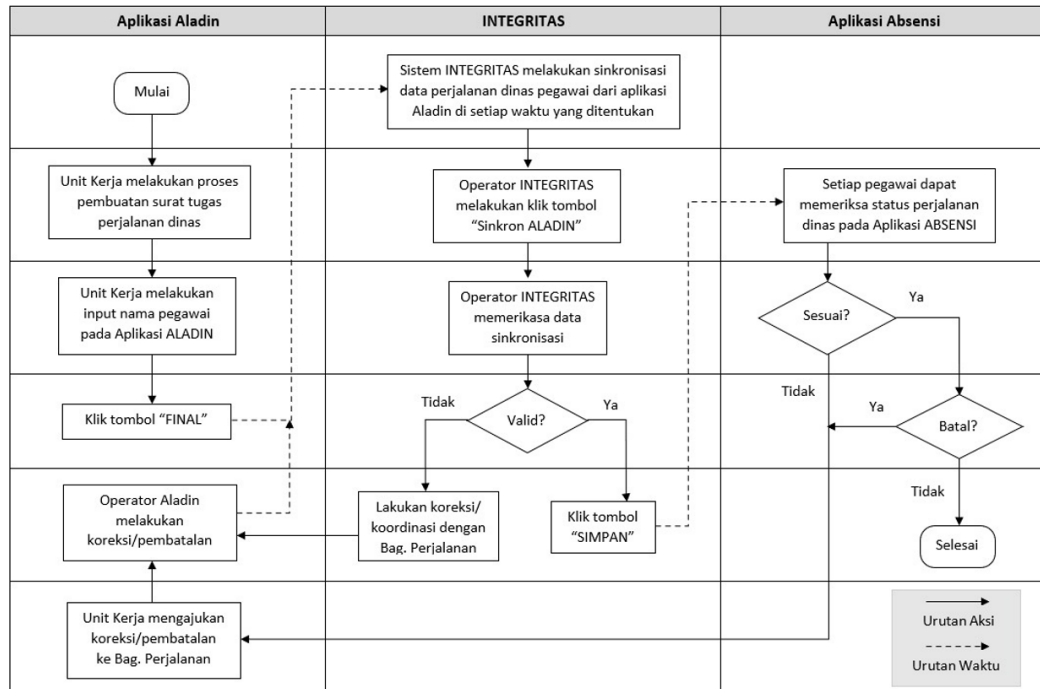 Aplikasi Aladin
INTEGRITAS
Aplikasi Absensi
Mulai
Sistem INTEGRITAS melakukan sinkronisasi
data perjalanan dinas pegawai dari aplikasi
Aladin di setiap waktu yang ditentukan
Unit Kerja melakukan proses
pembuatan surat tugas
perjalanan dinas
Operator INTEGRITAS
melakukan klik tombol
“Sinkron ALADIN”
Setiap pegawai dapat
memeriksa status perjalanan
dinas pada Aplikasi ABSENSI
Unit Kerja melakukan
input nama pegawai
pada Aplikasi ALADIN
Operator INTEGRITAS
memerikasa data
sinkronisasi
Sesuai?
Ya
Klik tombol “FINAL”
Tidak
Valid?
Ya
Tidak
Ya
Batal?
Operator Aladin
melakukan
koreksi/pembatalan
Lakukan koreksi/
koordinasi dengan
Bag. Perjalanan
Klik tombol
“SIMPAN”
Tidak
Selesai
Unit Kerja mengajukan
koreksi/pembatalan
ke Bag. Perjalanan
Urutan Aksi
Urutan Waktu